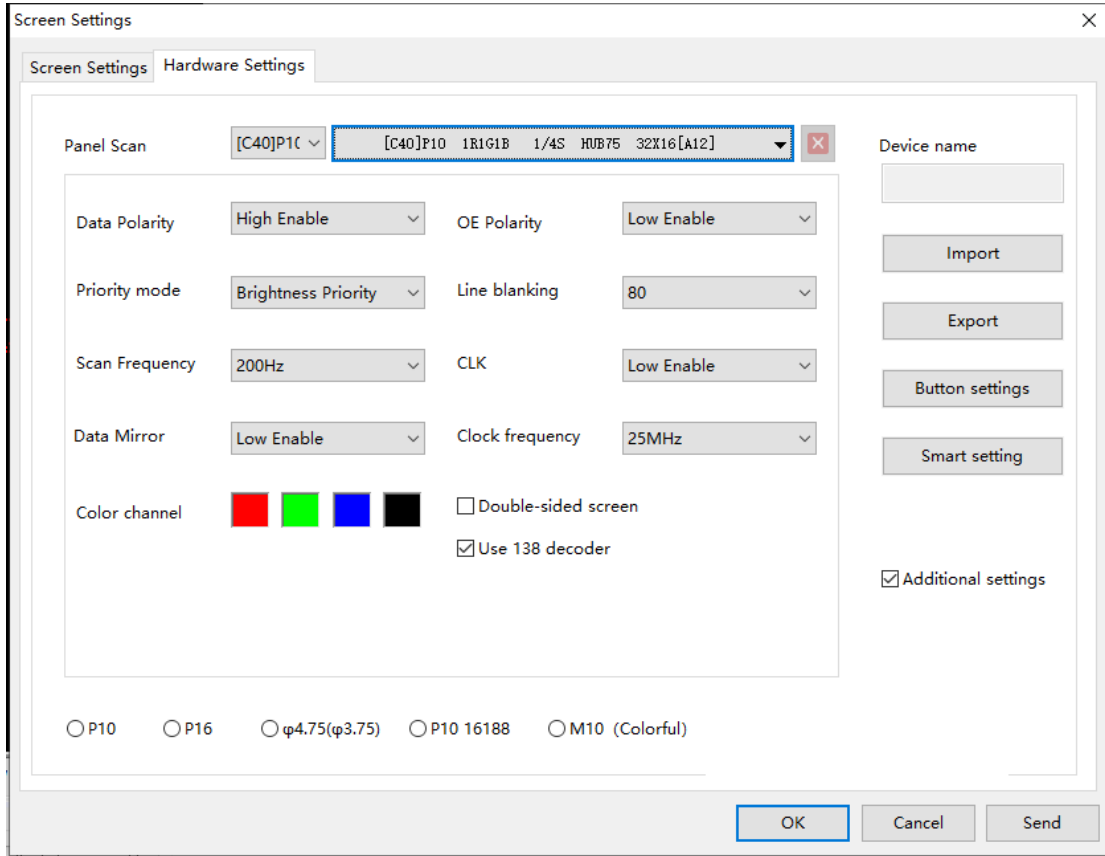 Screen Settings
Screen Settings Hardware Settings
Panel Scan [C40]P1( [C40]P10 1R1G1B 1/4S HUB75 32X16[A12] Device name
Data Polarity High Enable OE Polarity Low Enable
Import
Priority mode Brightness Priority Line blanking 80
Export
Scan Frequency 200Hz CLK Low Enable
Button settings
Data Mirror Low Enable Clock frequency 25MHz
Smart setting
Color channel Double-sided screen
Use 138 decoder
Additional settings
P10 P16 φ4.75(φ3.75) P10 16188 M10 (Colorful)
OK Cancel Send